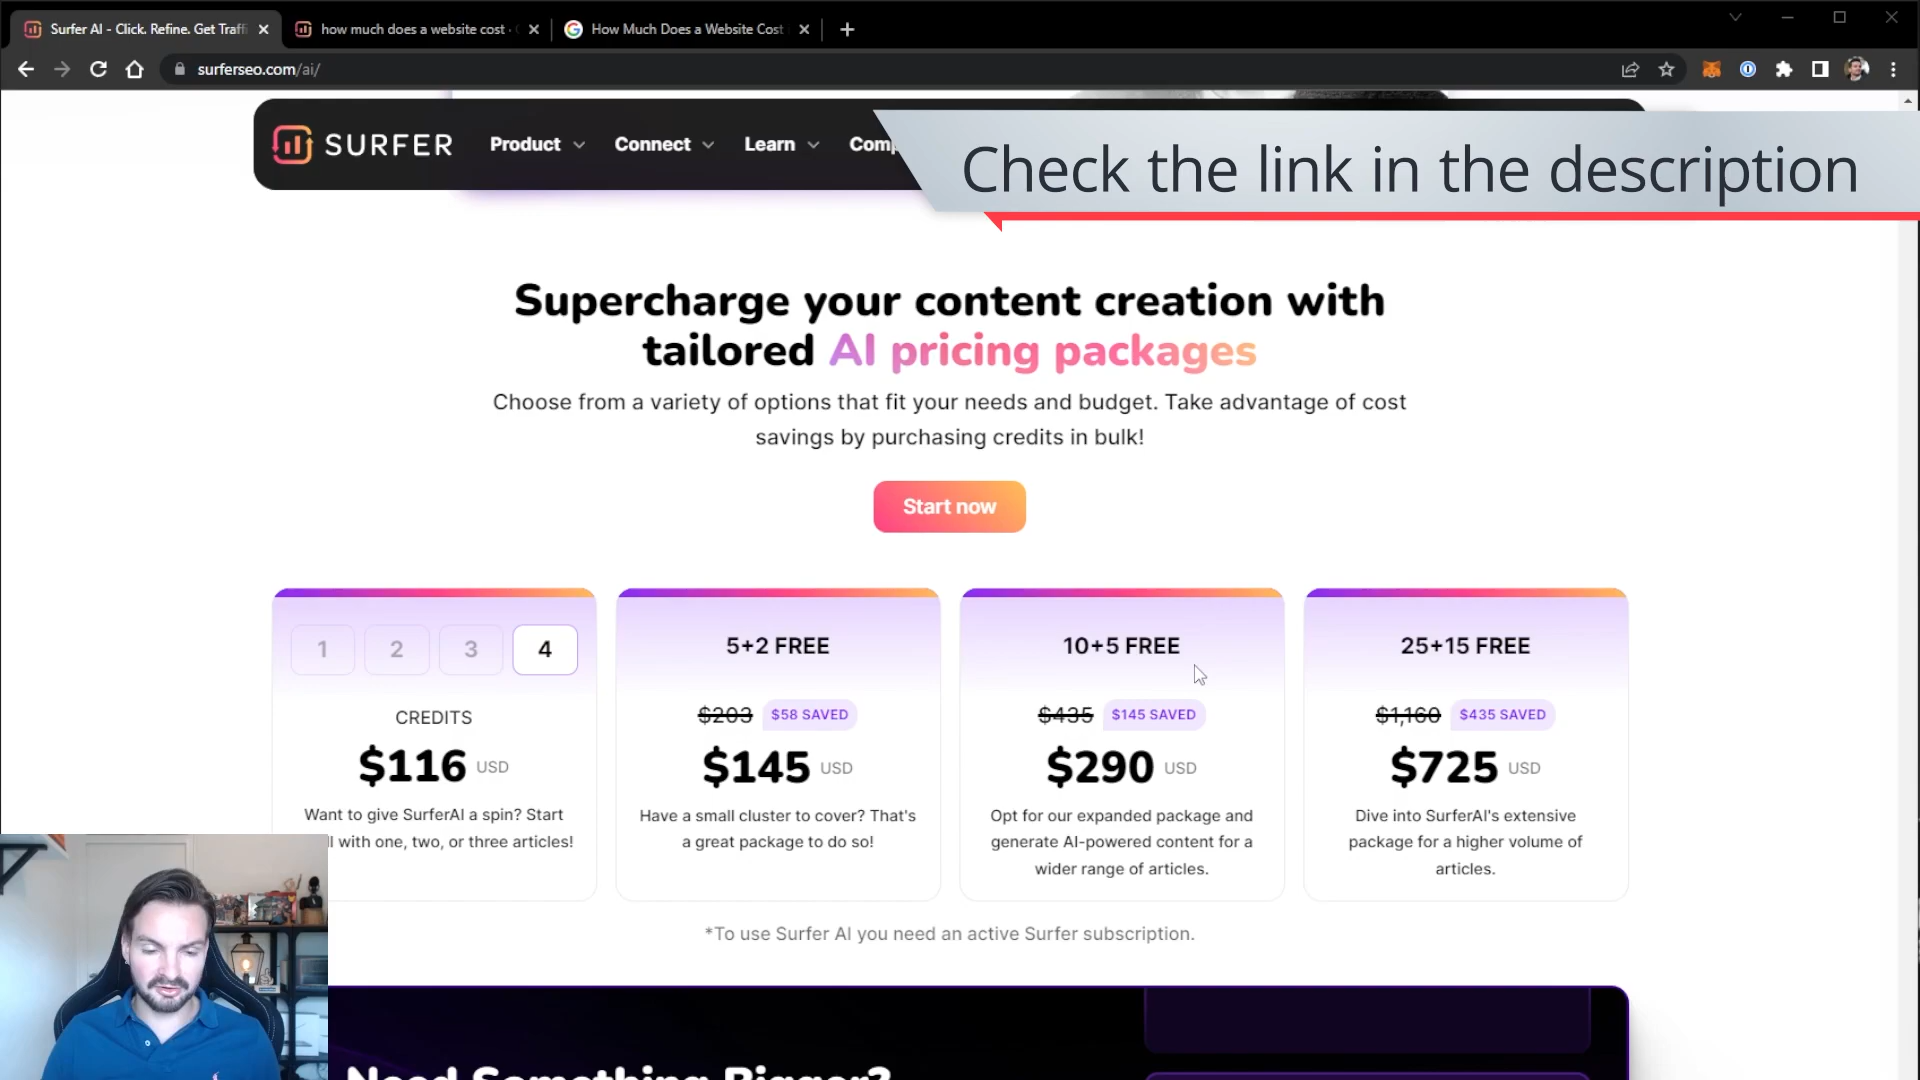 Surfer AI - Click. Refine. Get Traffi
how much does a website cost ·
How Much Does a Website Cost
surferseo.com/ai/
SURFER
Product
Connect
Learn
Comp
Check the link in the description
Supercharge your content creation with
tailored AI pricing packages
Choose from a variety of options that fit your needs and budget. Take advantage of cost
savings by purchasing credits in bulk!
Start now
1 2 3 4
CREDITS
$116 USD
Want to give SurferAI a spin? Start
l with one, two, or three articles!
5+2 FREE
$203 $58 SAVED
$145 USD
Have a small cluster to cover? That's
a great package to do so!
10+5 FREE
$435 $145 SAVED
$290 USD
Opt for our expanded package and
generate AI-powered content for a
wider range of articles.
25+15 FREE
$1,160 $435 SAVED
$725 USD
Dive into SurferAI's extensive
package for a higher volume of
articles.
*To use Surfer AI you need an active Surfer subscription.
Need Something Bigger?